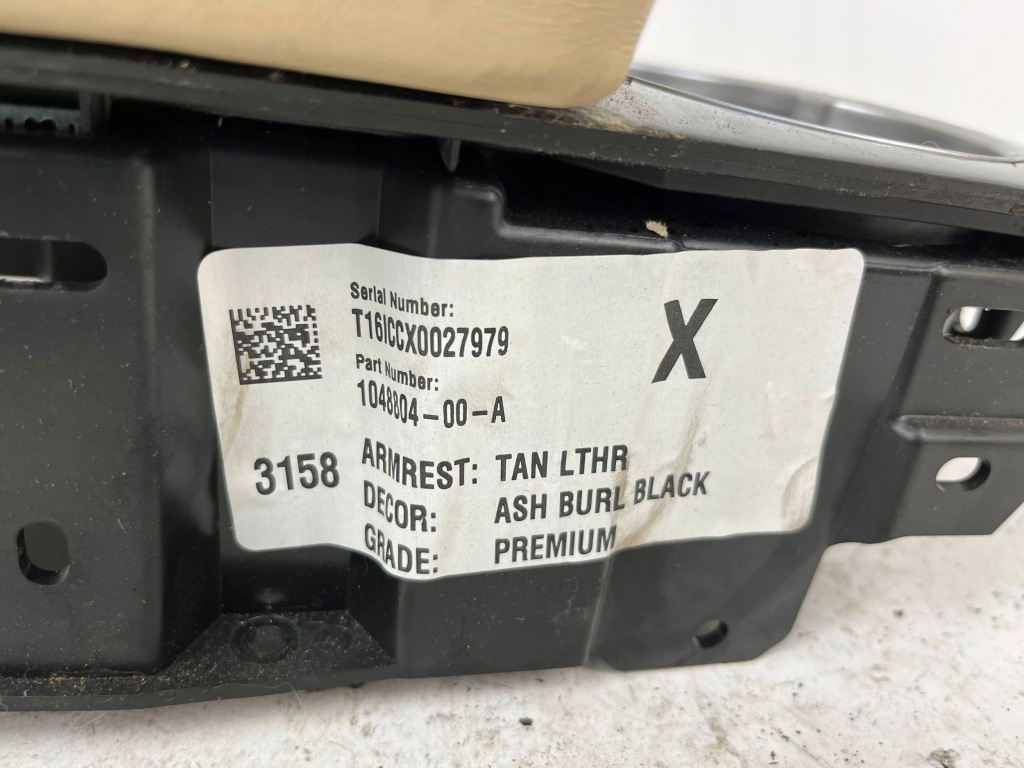 Serial Number:
T16ICCX0027979
X
Part Number:
1048804-00-A
3158
ARMREST: TAN LTHR
DECOR: ASH BURL BLACK
GRADE: PREMIUM